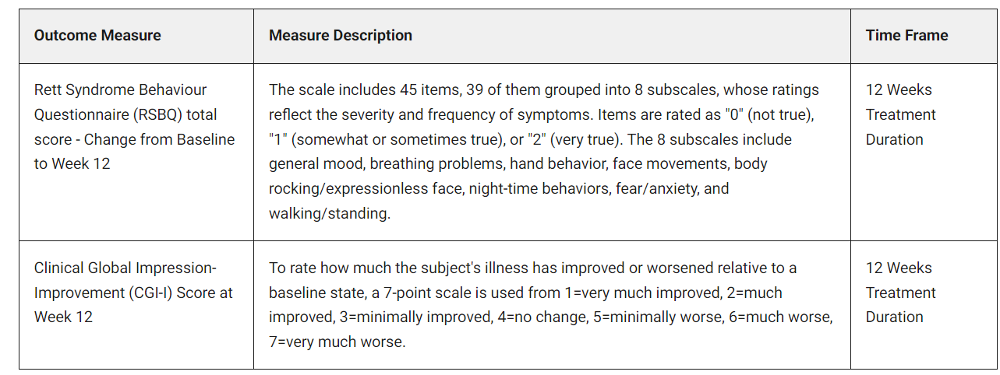 Outcome Measure
Measure Description
Time Frame
Rett Syndrome Behaviour
Questionnaire (RSBQ) total
score - Change from Baseline
to Week 12
The scale includes 45 items, 39 of them grouped into 8 subscales, whose ratings
reflect the severity and frequency of symptoms. Items are rated as "0" (not true),
"1" (somewhat or sometimes true), or "2" (very true). The 8 subscales include
general mood, breathing problems, hand behavior, face movements, body
rocking/expressionless face, night-time behaviors, fear/anxiety, and
walking/standing.
12 Weeks
Treatment
Duration
Clinical Global Impression-
Improvement (CGI-I) Score at
Week 12
To rate how much the subject's illness has improved or worsened relative to a
baseline state, a 7-point scale is used from 1=very much improved, 2=much
improved, 3=minimally improved, 4=no change, 5=minimally worse, 6=much worse,
7=very much worse.
12 Weeks
Treatment
Duration